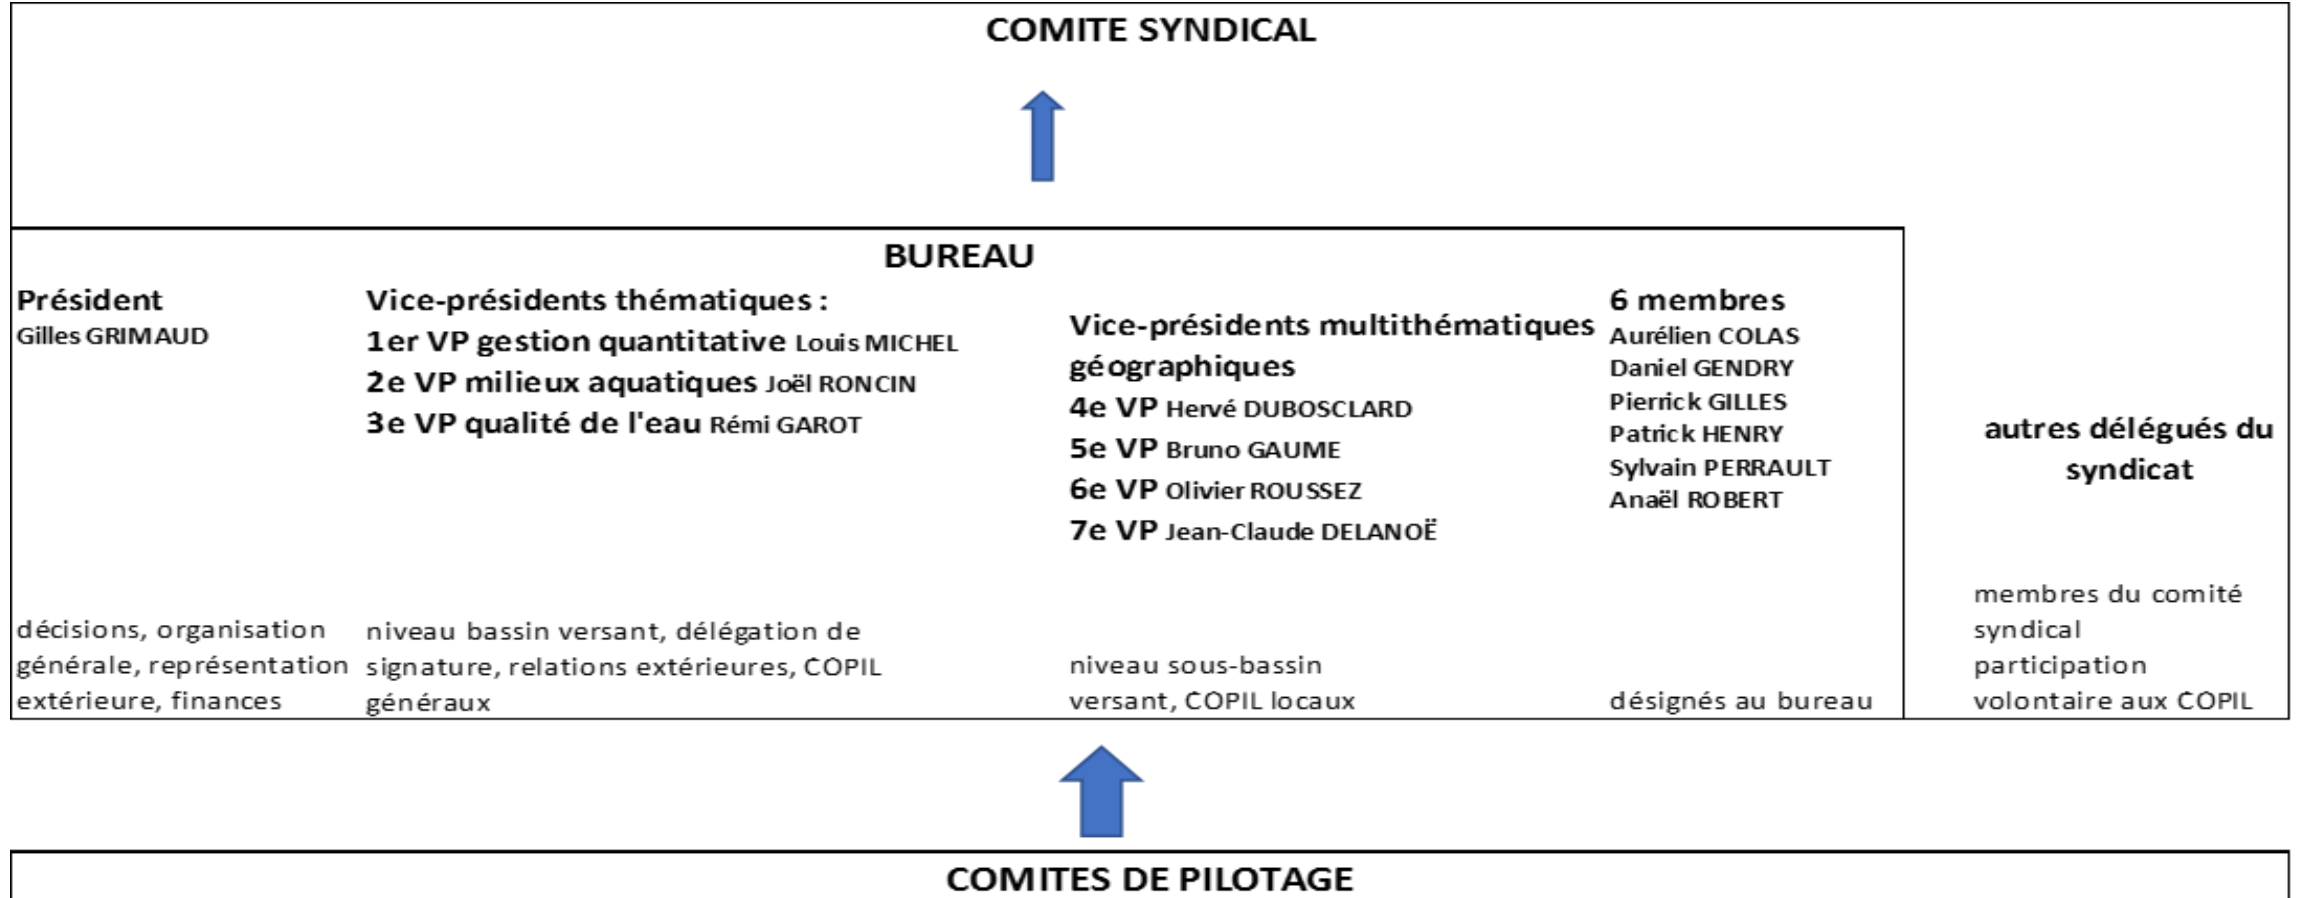 COMITE SYNDICAL
BUREAU
Président
Gilles GRIMAUD
décisions, organisation
générale, représentation
extérieure, finances
Vice-présidents thématiques :
1er VP gestion quantitative Louis MICHEL
2e VP milieux aquatiques Joël RONCIN
3e VP qualité de l'eau Rémi GAROT
niveau bassin versant, délégation de
signature, relations extérieures, COPIL
généraux
Vice-présidents multithématiques
géographiques
4e VP Hervé DUBOSCLARD
5e VP Bruno GAUME
6e VP Olivier ROUSSEZ
7e VP Jean-Claude DELANOË
niveau sous-bassin
versant, COPIL locaux
6 membres
Aurélien COLAS
Daniel GENDRY
Pierrick GILLES
Patrick HENRY
Sylvain PERRAULT
Anaël ROBERT
désignés au bureau
autres délégués du
syndicat
membres du comité
syndical
participation
volontaire aux COPIL
COMITES DE PILOTAGE